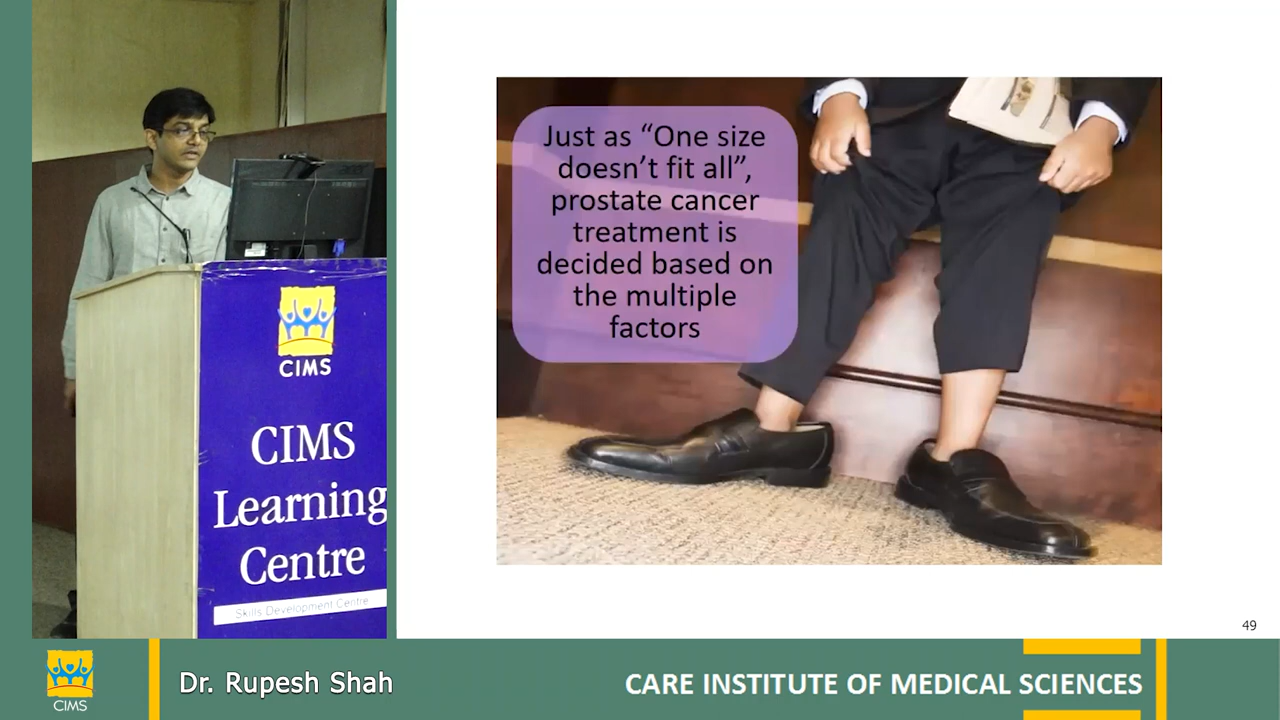 Just as “One size
doesn’t fit all”,
prostate cancer
treatment is
decided based on
the multiple
factors
CIMS
CIMS
Learning
Centre
Skills Development Centre
49
CIMS
Dr. Rupesh Shah
CARE INSTITUTE OF MEDICAL SCIENCES